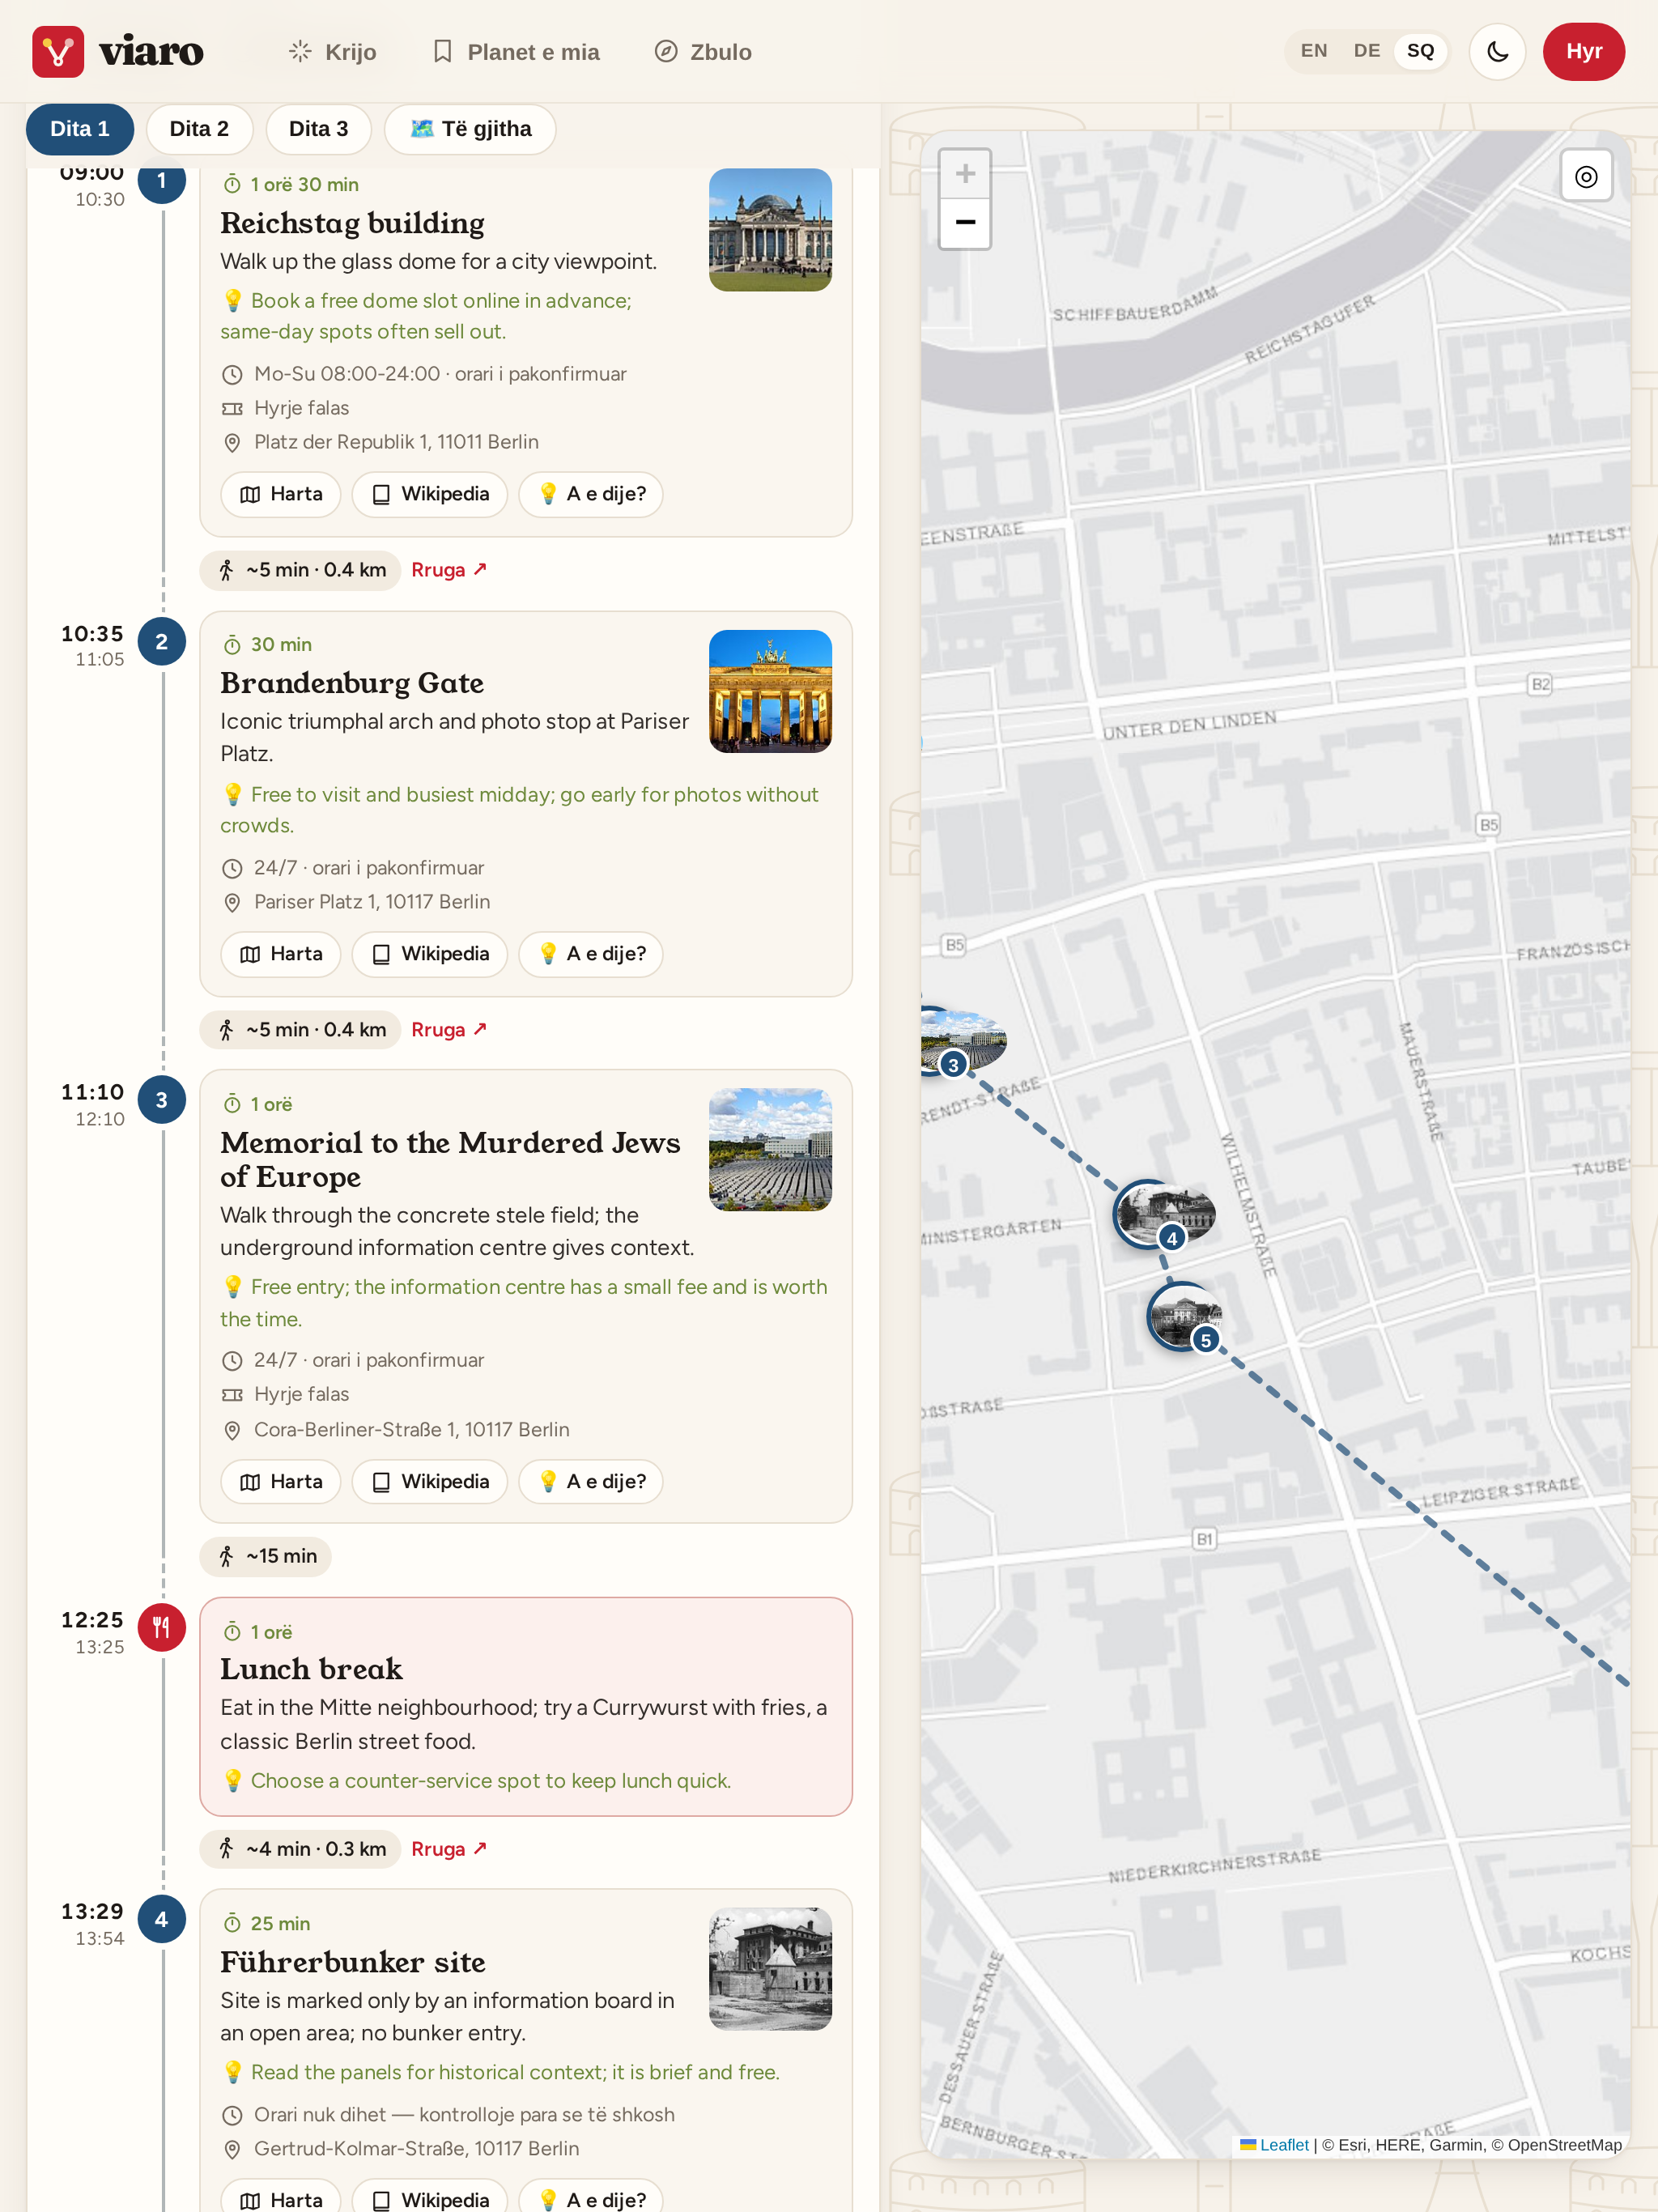 viaro
Krijo
Planet e mia
Zbulo
EN DE SQ
Hyr
Dita 1
Dita 2
Dita 3
Të gjitha
09:00
10:30
1
1 orë 30 min
Reichstag building
Walk up the glass dome for a city viewpoint.
Book a free dome slot online in advance;
same-day spots often sell out.
Mo-Su 08:00-24:00 · orari i pakonfirmuar
Hyrje falas
Platz der Republik 1, 11011 Berlin
Harta
Wikipedia
A e dije?
~5 min · 0.4 km
Rruga ↗
10:35
11:05
2
30 min
Brandenburg Gate
Iconic triumphal arch and photo stop at Pariser
Platz.
Free to visit and busiest midday; go early for photos without
crowds.
24/7 · orari i pakonfirmuar
Pariser Platz 1, 10117 Berlin
Harta
Wikipedia
A e dije?
~5 min · 0.4 km
Rruga ↗
11:10
12:10
3
1 orë
Memorial to the Murdered Jews
of Europe
Walk through the concrete stele field; the
underground information centre gives context.
Free entry; the information centre has a small fee and is worth
the time.
24/7 · orari i pakonfirmuar
Hyrje falas
Cora-Berliner-Straße 1, 10117 Berlin
Harta
Wikipedia
A e dije?
~15 min
12:25
13:25
1 orë
Lunch break
Eat in the Mitte neighbourhood; try a Currywurst with fries, a
classic Berlin street food.
Choose a counter-service spot to keep lunch quick.
~4 min · 0.3 km
Rruga ↗
13:29
13:54
4
25 min
Führerbunker site
Site is marked only by an information board in
an open area; no bunker entry.
Read the panels for historical context; it is brief and free.
Orari nuk dihet — kontrolloje para se të shkosh
Gertrud-Kolmar-Straße, 10117 Berlin
Harta
Wikipedia
A e dije?
+
−
SCHIFFBAUERDAMM
REICHSTAGUFER
EENSTRAßE
MITTELST
B2
UNTER DEN LINDEN
B5
B5
FRANZÖSISCH
3
RENDT-STRAßE
MAUERSTRAßE
WILHELMSTRAßE
TAUBE
4
MINISTERGÄRTEN
5
OßSTRAßE
LEIPZIGER STRAßE
B1
NIEDERKIRCHNERSTRAßE
KOCHS
DESSAUER STRAßE
BERNBURGER ST
RAßE
Leaflet | © Esri, HERE, Garmin, © OpenStreetMap